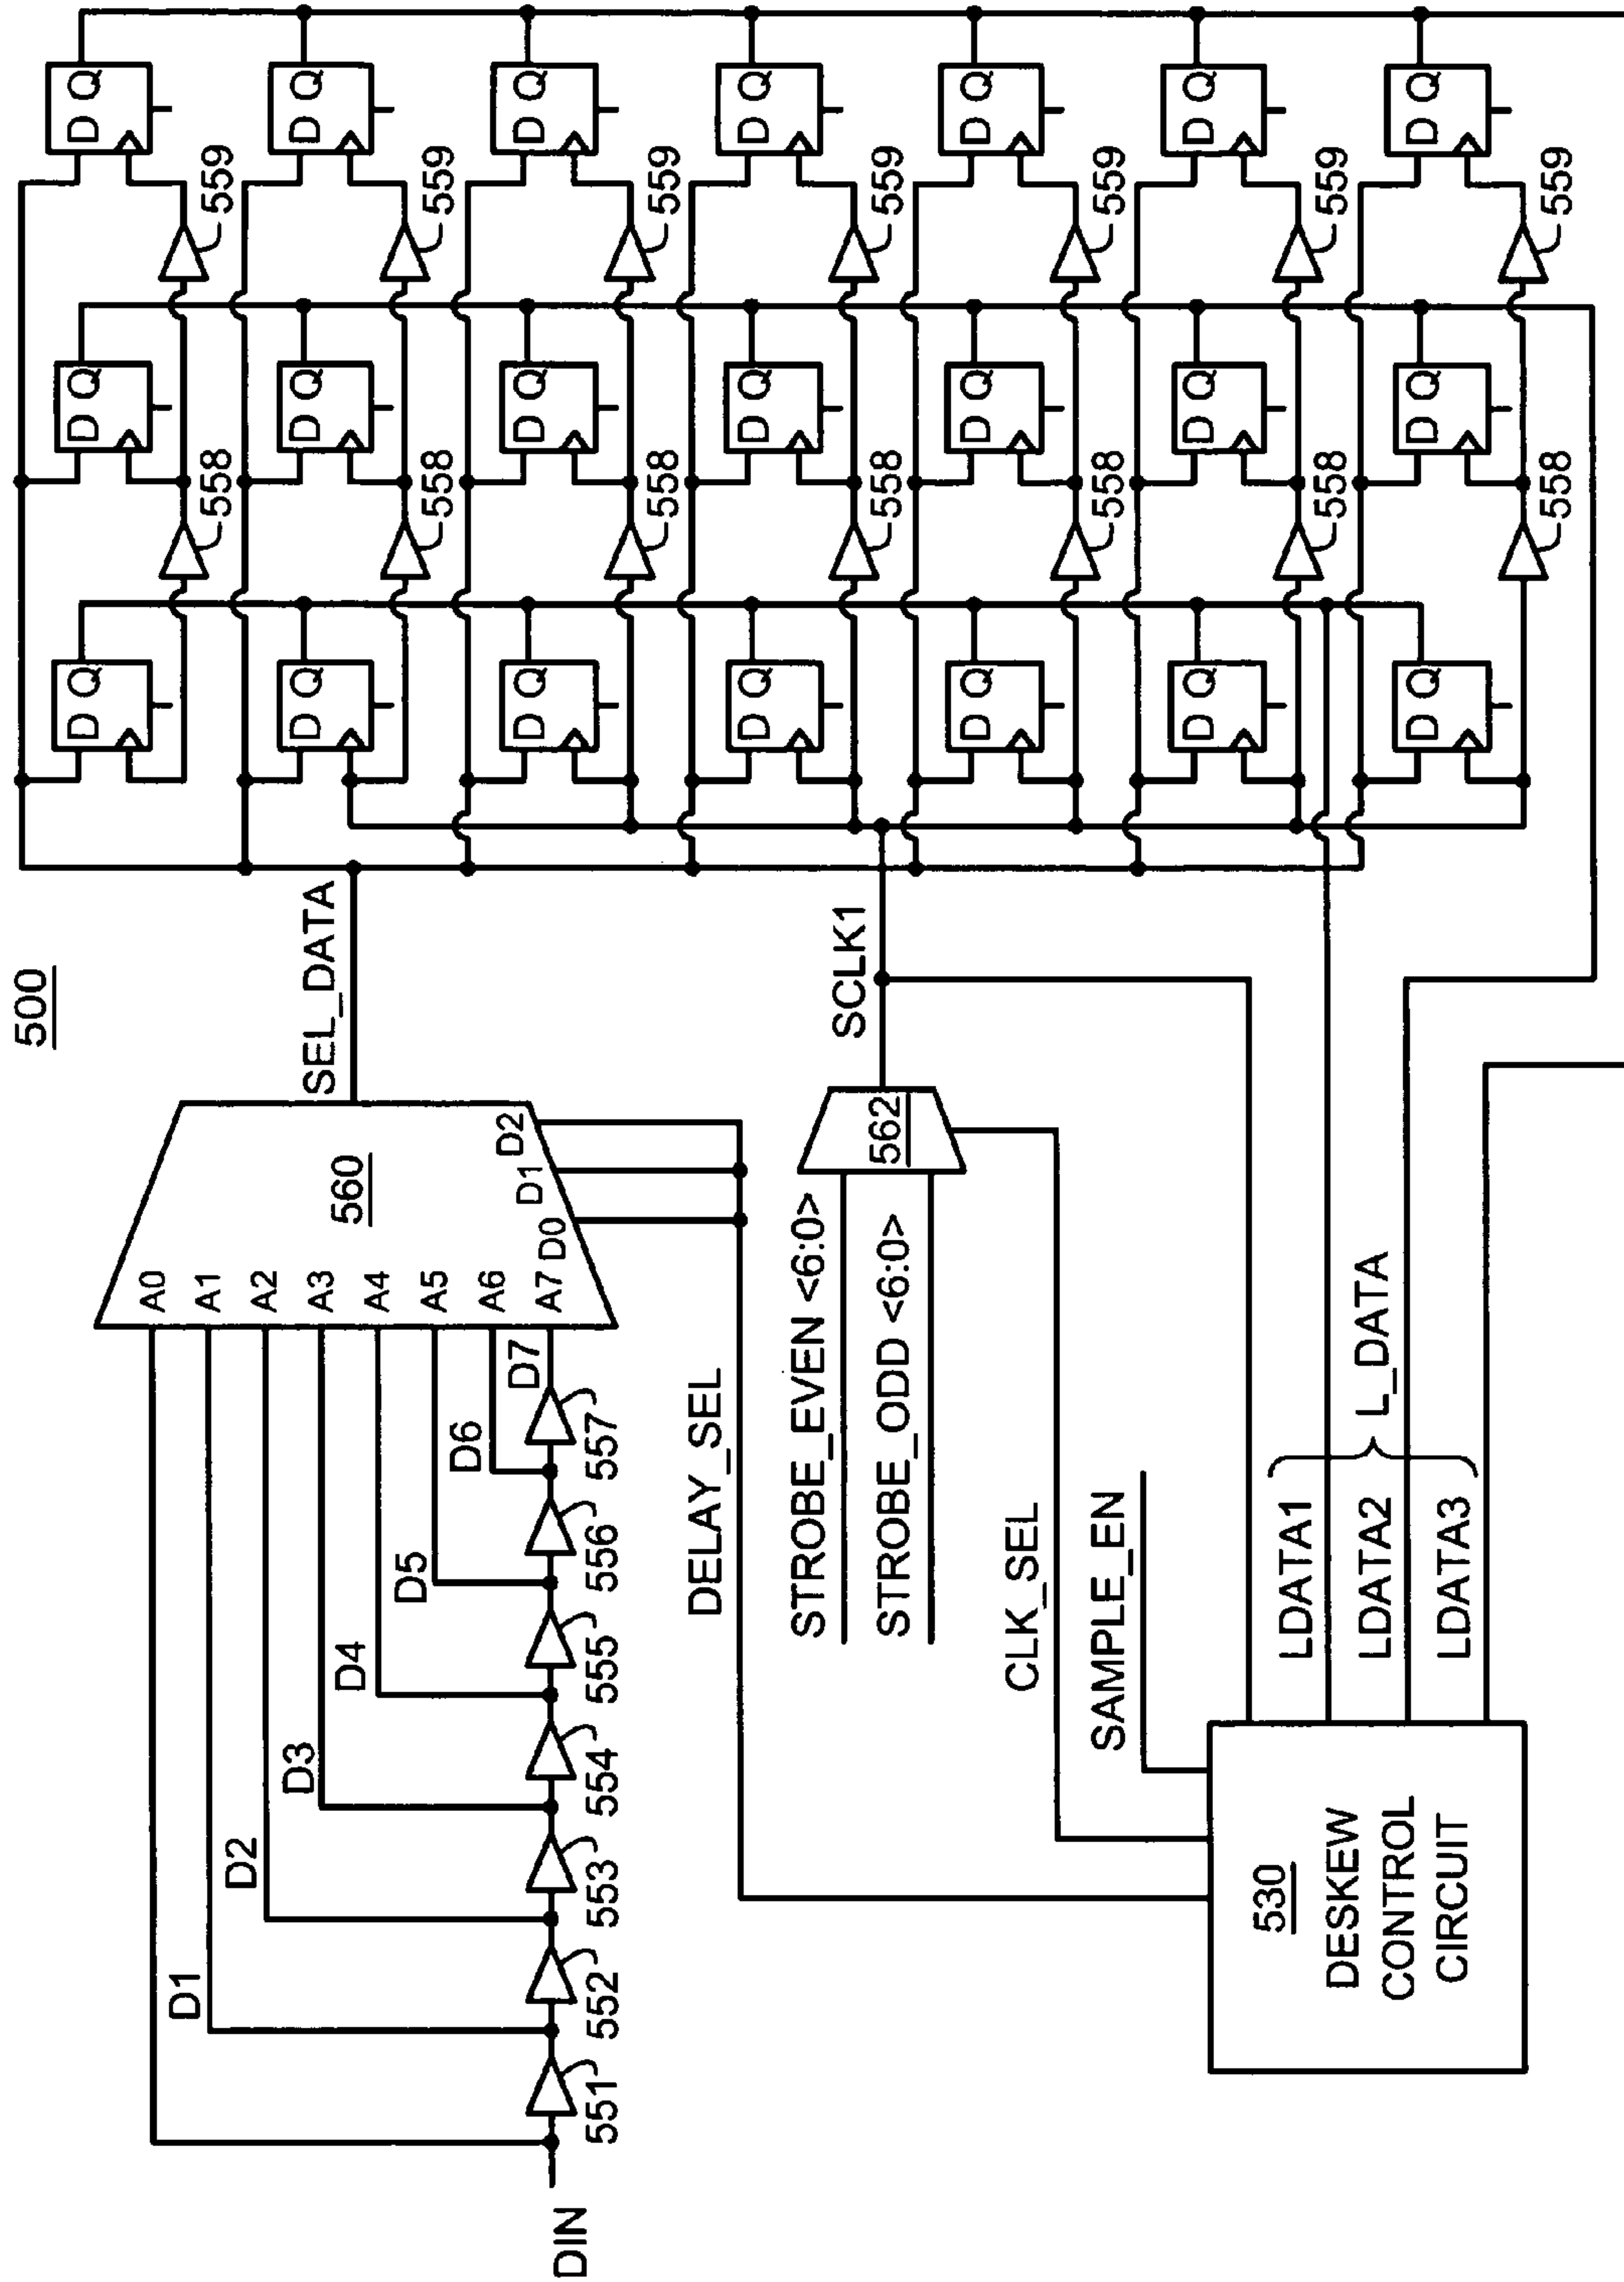 500
DIN
551
552
553
554
555
556
557
D1
D2
D3
D4
D5
D6
D7
A0
A1
A2
A3
A4
A5
A6
A7
560
D0
D1
D2
SEL_DATA
DELAY_SEL
STROBE_EVEN <6:0>
STROBE_ODD <6:0>
562
SCLK1
CLK_SEL
SAMPLE_EN
530
DESKEW
CONTROL
CIRCUIT
LDATA1
LDATA2
LDATA3
L_DATA
D Q
D Q
D Q
558
559
D Q
D Q
D Q
558
559
D Q
D Q
D Q
558
559
D Q
D Q
D Q
558
559
D Q
D Q
D Q
558
559
D Q
D Q
D Q
558
559
D Q
D Q
D Q
558
559